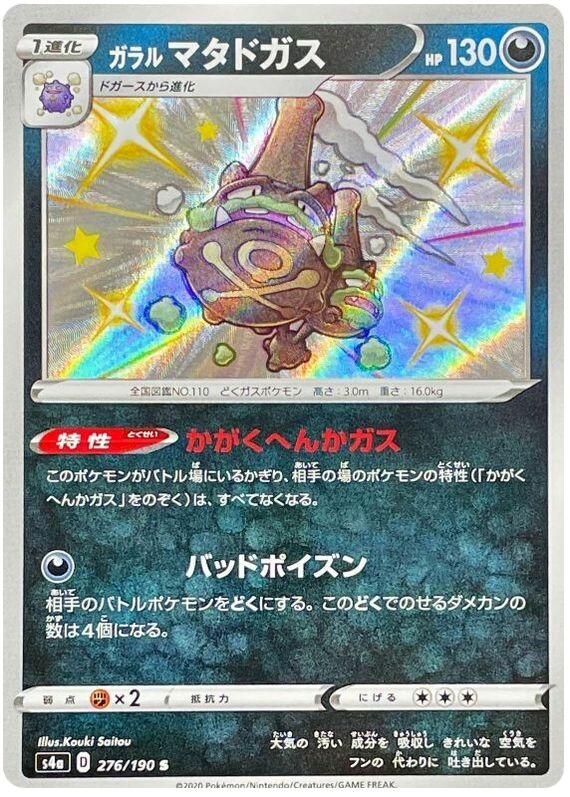 1進化
ガラル マタドガス
HP 130
ドガースから進化
全国図鑑NO.110 どくガスポケモン 高さ:3.0m 重さ:16.0kg
特性 とくせい かがくへんかガス
このポケモンがバトル場にいるかぎり、相手の場のポケモンの特性(「かがく
へんかガス」をのぞく)は、すべてなくなる。
バッドポイズン
相手のバトルポケモンをどくにする。このどくでのせるダメカンの
数は4個になる。
弱点 ×2 抵抗力 にげる
Illus.Kouki Saitou
大気の 汚い 成分を 吸収し きれいな 空気を
フンの 代わりに 吐き出している。
s4a D 276/190 S
©2020 Pokémon/Nintendo/Creatures/GAME FREAK.